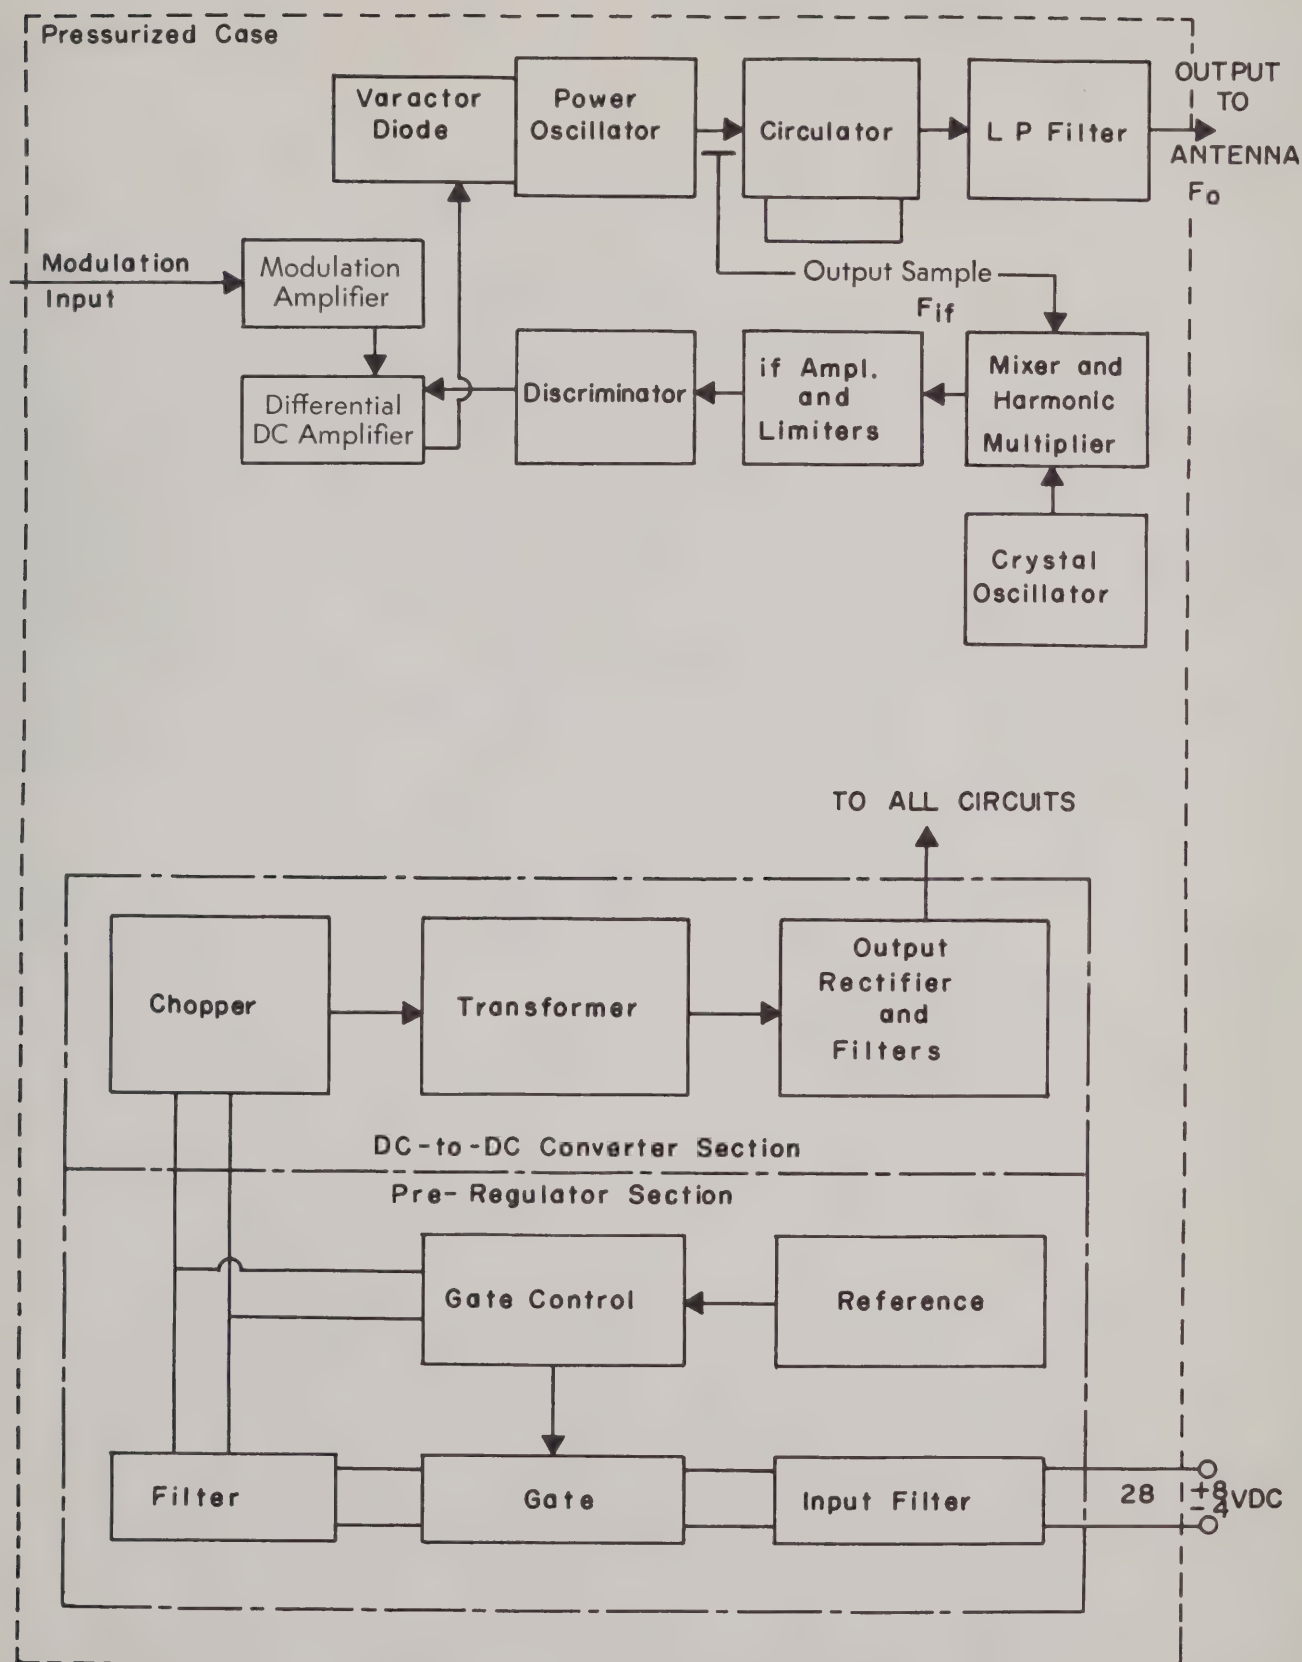 Pressurized Case
Varactor
Diode
Power
Oscillator
Circulator
L P Filter
OUTPUT
TO
ANTENNA
Fo
Modulation
Input
Modulation
Amplifier
Output Sample
Fif
Differential
DC Amplifier
Discriminator
if Ampl.
and
Limiters
Mixer and
Harmonic
Multiplier
Crystal
Oscillator
TO ALL CIRCUITS
Chopper
Transformer
Output
Rectifier
and
Filters
DC-to-DC Converter Section
Pre-Regulator Section
Gate Control
Reference
Filter
Gate
Input Filter
28 +8 -4 VDC